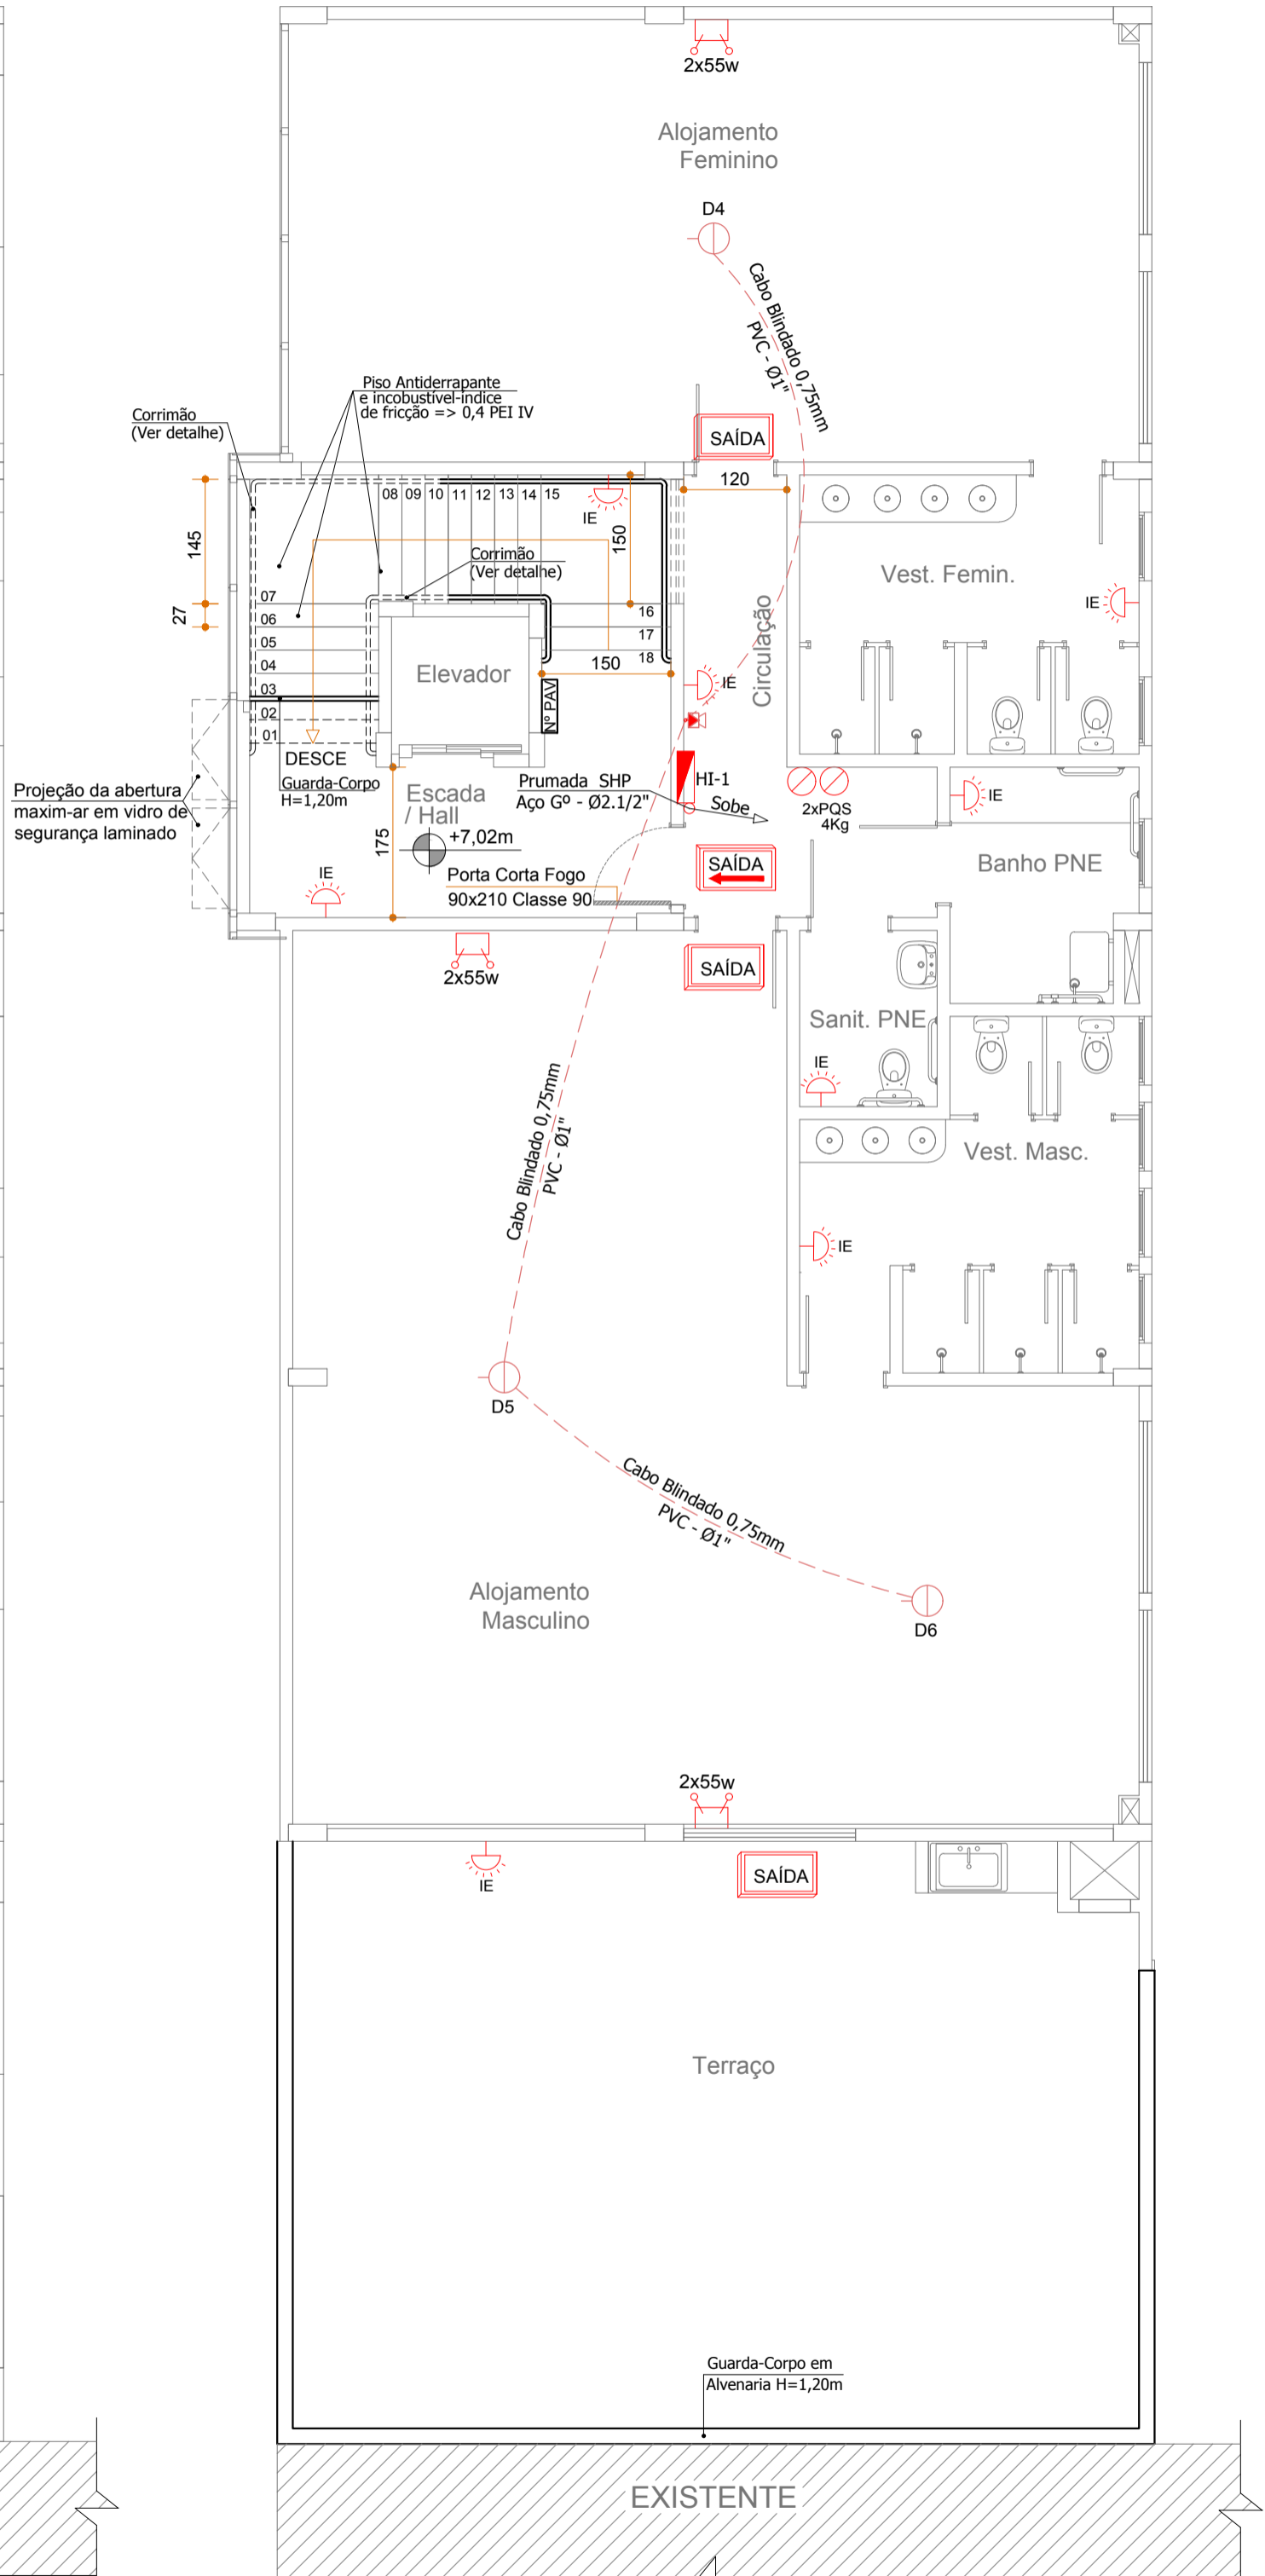 2x55w
Alojamento
Feminino
D4
Cabo Blindado 0,75mm
PVC - Ø1"
Piso Antiderrapante
e incobustível-índice
de fricção => 0,4 PEI IV
Corrimão
(Ver detalhe)
SAÍDA
120
08 09 10 11 12 13 14 15
IE
145
150
Corrimão
(Ver detalhe)
Vest. Femin.
IE
07
27
06
05
04
03
02
01
16
17
18
150
Elevador
Nº PAV
Circulação
IE
DESCE
Guarda-Corpo
H=1,20m
Projeção da abertura
maxim-ar em vidro de
segurança laminado
Escada
/ Hall
Prumada SHP
Aço Gº - Ø2.1/2"
HI-1
Sobe
2xPQS
4Kg
IE
175
+7,02m
Banho PNE
SAÍDA
Porta Corta Fogo
90x210 Classe 90
IE
2x55w
SAÍDA
Sanit. PNE
IE
Cabo Blindado 0,75mm
PVC - Ø1"
Vest. Masc.
IE
D5
Cabo Blindado 0,75mm
PVC - Ø1"
Alojamento
Masculino
D6
2x55w
IE
SAÍDA
Terraço
Guarda-Corpo em
Alvenaria H=1,20m
EXISTENTE